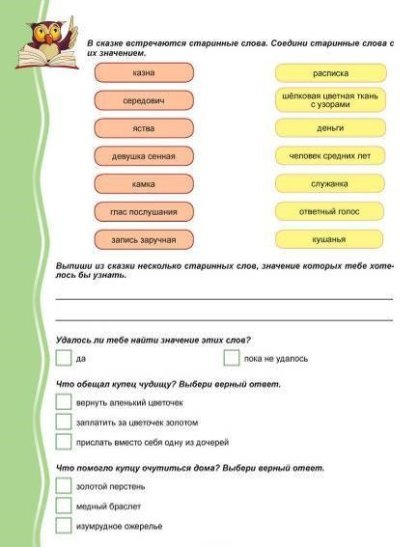 В сказке встречаются старинные слова. Соедини старинные слова с
их значением.
казна
расписка
середович
шёлковая цветная ткань
с узорами
яства
деньги
девушка сенная
человек средних лет
камка
служанка
глас послушания
ответный голос
запись заручная
кушанья
Выпиши из сказки несколько старинных слов, значение которых тебе хоте-
лось бы узнать.
Удалось ли тебе найти значение этих слов?
да
пока не удалось
Что обещал купец чудищу? Выбери верный ответ.
вернуть аленький цветочек
заплатить за цветочек золотом
прислать вместо себя одну из дочерей
Что помогло купцу очутиться дома? Выбери верный ответ.
золотой перстень
медный браслет
изумрудное ожерелье